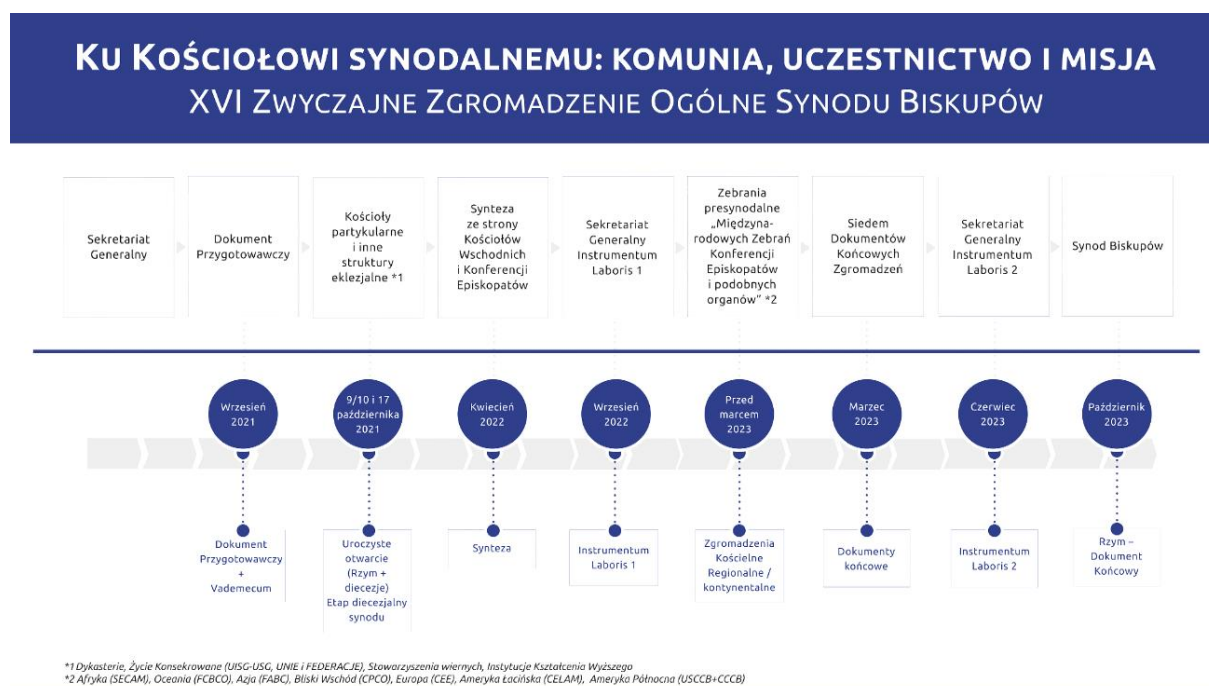 KU KOŚCIOŁOWI SYNODALNEMU: KOMUNIA, UCZESTNICTWO I MISJA
XVI ZWYCZAJNE ZGROMADZENIE OGÓLNE SYNODU BISKUPÓW
Sekretariat
Generalny
Dokument
Przygotowawczy
Kościoły
partykularne
i inne
struktury
eklezjalne *1
Synteza
ze strony
Kościołów
Wschodnich
i Konferencji
Episkopatów
Sekretariat
Generalny
Instrumentum
Laboris 1
Zebrania
presynodalne
„Międzyna-
rodowych Zebrań
Konferencji
Episkopatów
i podobnych
organów” *2
Siedem
Dokumentów
Końcowych
Zgromadzeń
Sekretariat
Generalny
Instrumentum
Laboris 2
Synod Biskupów
Wrzesień
2021
9/10 i 17
października
2021
Kwiecień
2022
Wrzesień
2022
Przed
marcem
2023
Marzec
2023
Czerwiec
2023
Październik
2023
Dokument
Przygotowawczy
+
Vademecum
Uroczyste
otwarcie
(Rzym +
diecezje)
Etap diecezjalny
synodu
Synteza
Instrumentum
Laboris 1
Zgromadzenia
Kościelne
Regionalne /
kontynentalne
Dokumenty
końcowe
Instrumentum
Laboris 2
Rzym –
Dokument
Końcowy
*1 Dykasterie, Życie Konsekrowane (UISG-USG, UNIE i FEDERACJE), Stowarzyszenia wiernych, Instytucje Kształcenia Wyższego
*2 Afryka (SECAM), Oceania (FCBCO), Azja (FABC), Bliski Wschód (CPCO), Europa (CEE), Ameryka Łacińska (CELAM), Ameryka Północna (USCCB+CCCB)